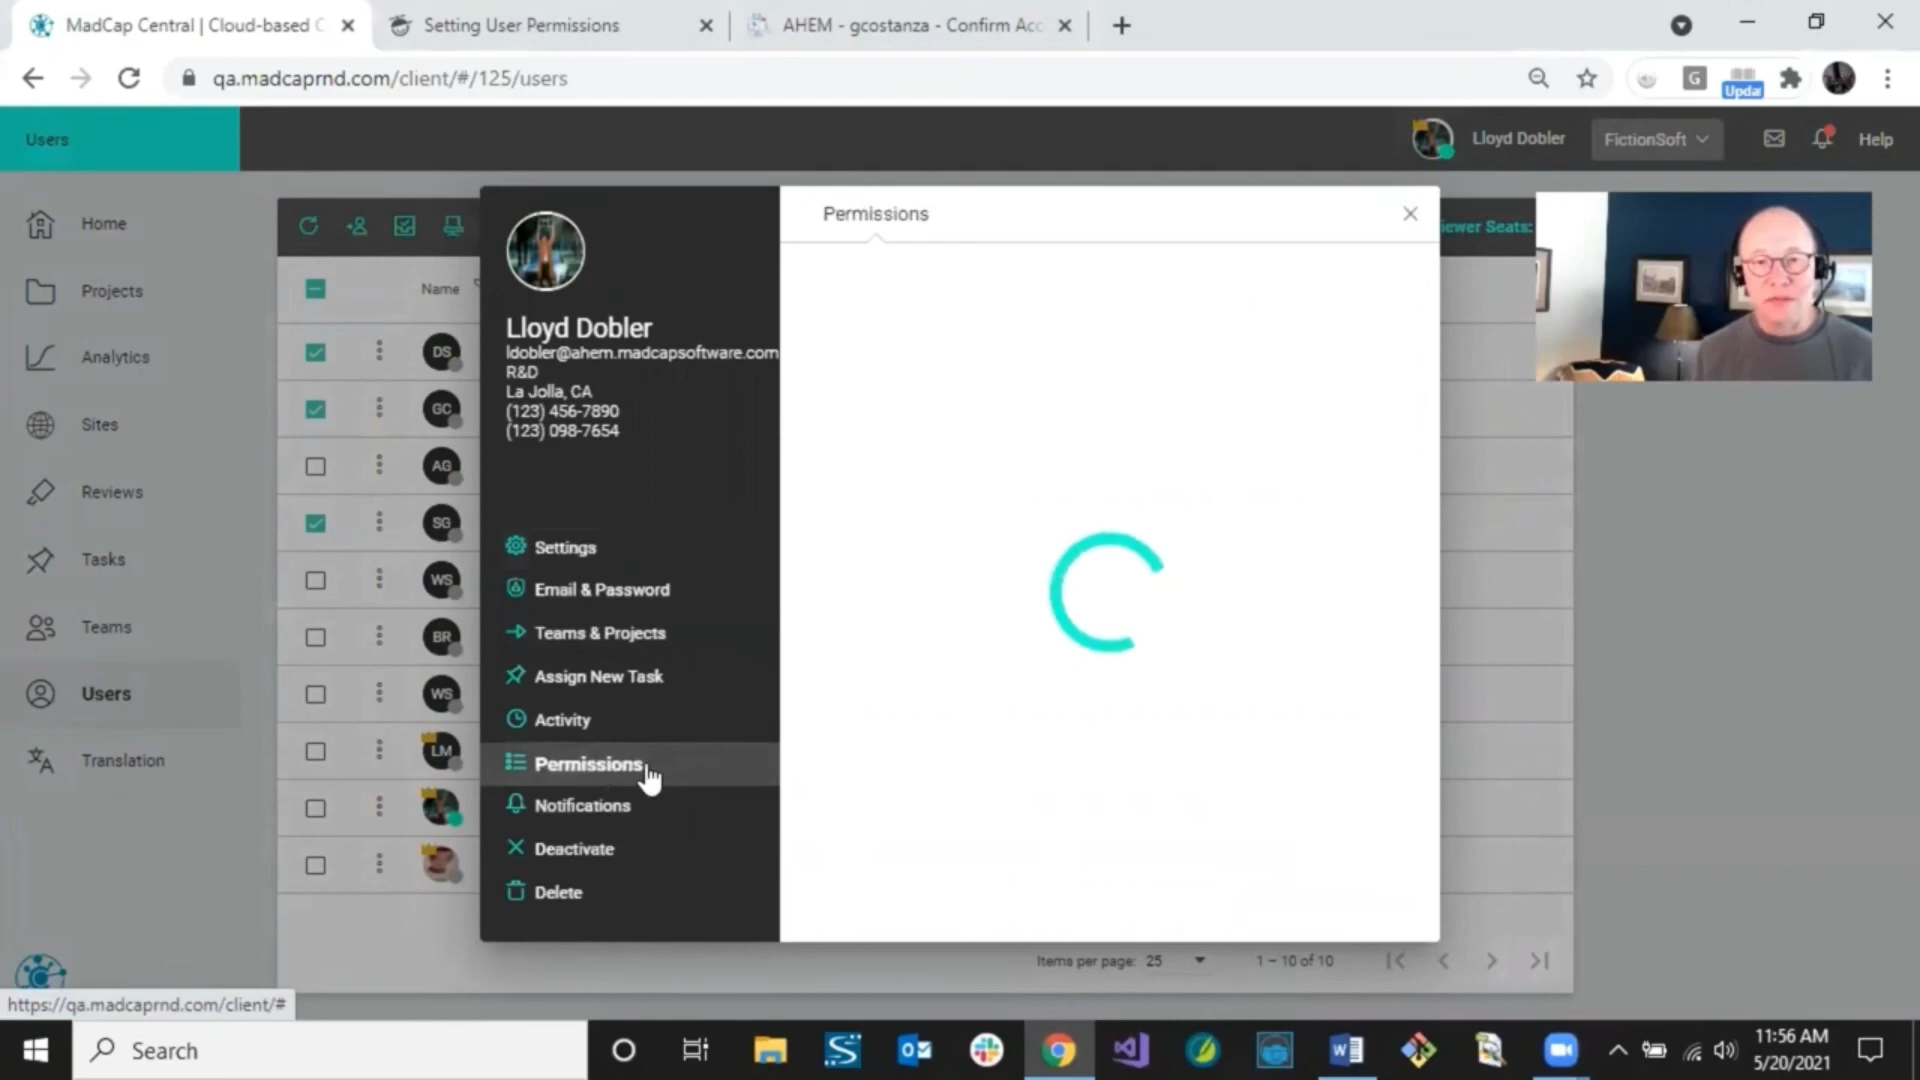 MadCap Central | Cloud-based C
Setting User Permissions
AHEM - gcostanza - Confirm Acc
qa.madcaprnd.com/client/#/125/users
G
Updat
Users
Lloyd Dobler
FictionSoft
Help
Home
Projects
Analytics
Sites
Reviews
Tasks
Teams
Users
Translation
Name
DS
GC
AG
SG
WS
BR
WS
LM
Lloyd Dobler
ldobler@ahem.madcapsoftware.com
R&D
La Jolla, CA
(123) 456-7890
(123) 098-7654
Settings
Email & Password
Teams & Projects
Assign New Task
Activity
Permissions
Notifications
Deactivate
Delete
Permissions
iewer Seats:
Items per page: 25
1 – 10 of 10
https://qa.madcaprnd.com/client/#
Search
11:56 AM
5/20/2021